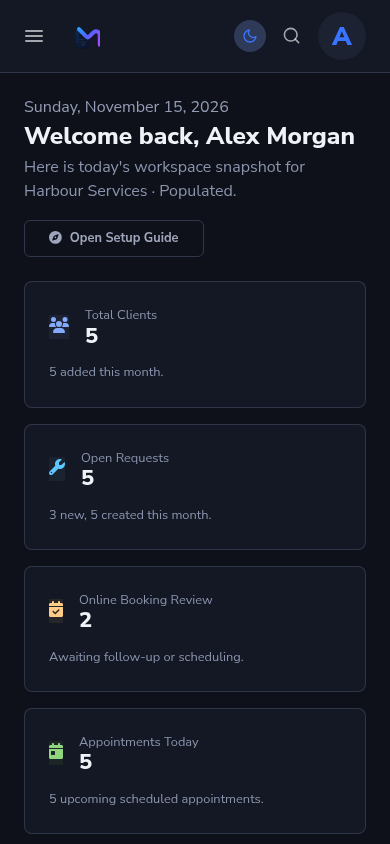 A
Sunday, November 15, 2026
Welcome back, Alex Morgan
Here is today's workspace snapshot for
Harbour Services · Populated.
Open Setup Guide
Total Clients
5
5 added this month.
Open Requests
5
3 new, 5 created this month.
Online Booking Review
2
Awaiting follow-up or scheduling.
Appointments Today
5
5 upcoming scheduled appointments.